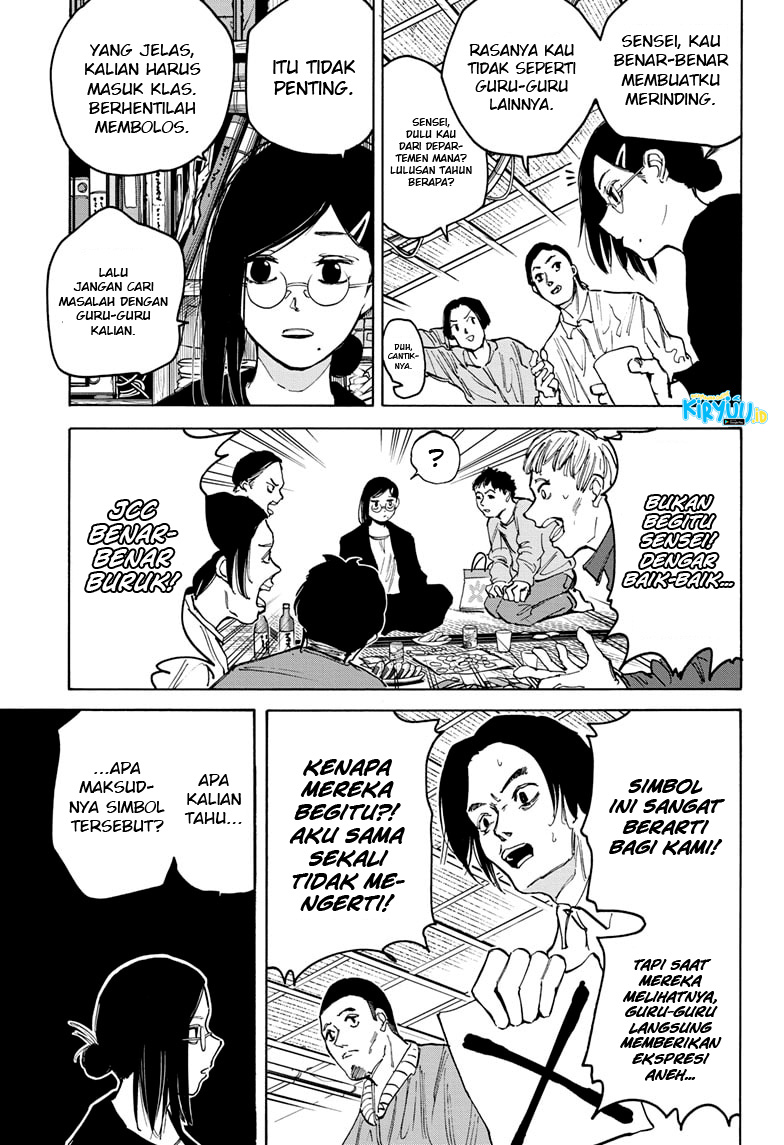 SENSEI, KAU
BENAR-BENAR
MEMBUATKU
MERINDING.
RASANYA KAU
TIDAK SEPERTI
GURU-GURU
LAINNYA.
SENSEI,
DULU KAU
DARI DEPAR-
TEMEN MANA?
LULUSAN TAHUN
BERAPA?
DUH,
CANTIK-
NYA.
ITU TIDAK
PENTING.
YANG JELAS,
KALIAN HARUS
MASUK KLAS.
BERHENTILAH
MEMBOLOS.
LALU
JANGAN CARI
MASALAH DENGAN
GURU-GURU
KALIAN.
KIRYUU.ID
BUKAN
BEGITU
SENSEI!
DENGAR
BAIK-BAIK...
?
JCC
BENAR-
BENAR
BURUK!
SIMBOL
INI SANGAT
BERARTI
BAGI KAMI!
TAPI SAAT
MEREKA
MELIHATNYA,
GURU-GURU
LANGSUNG
MEMBERIKAN
EKSPRESI
ANEH...
KENAPA
MEREKA
BEGITU?!
AKU SAMA
SEKALI
TIDAK ME-
NGERTI!
APA
KALIAN
TAHU...
...APA
MAKSUD-
NYA SIMBOL
TERSEBUT?